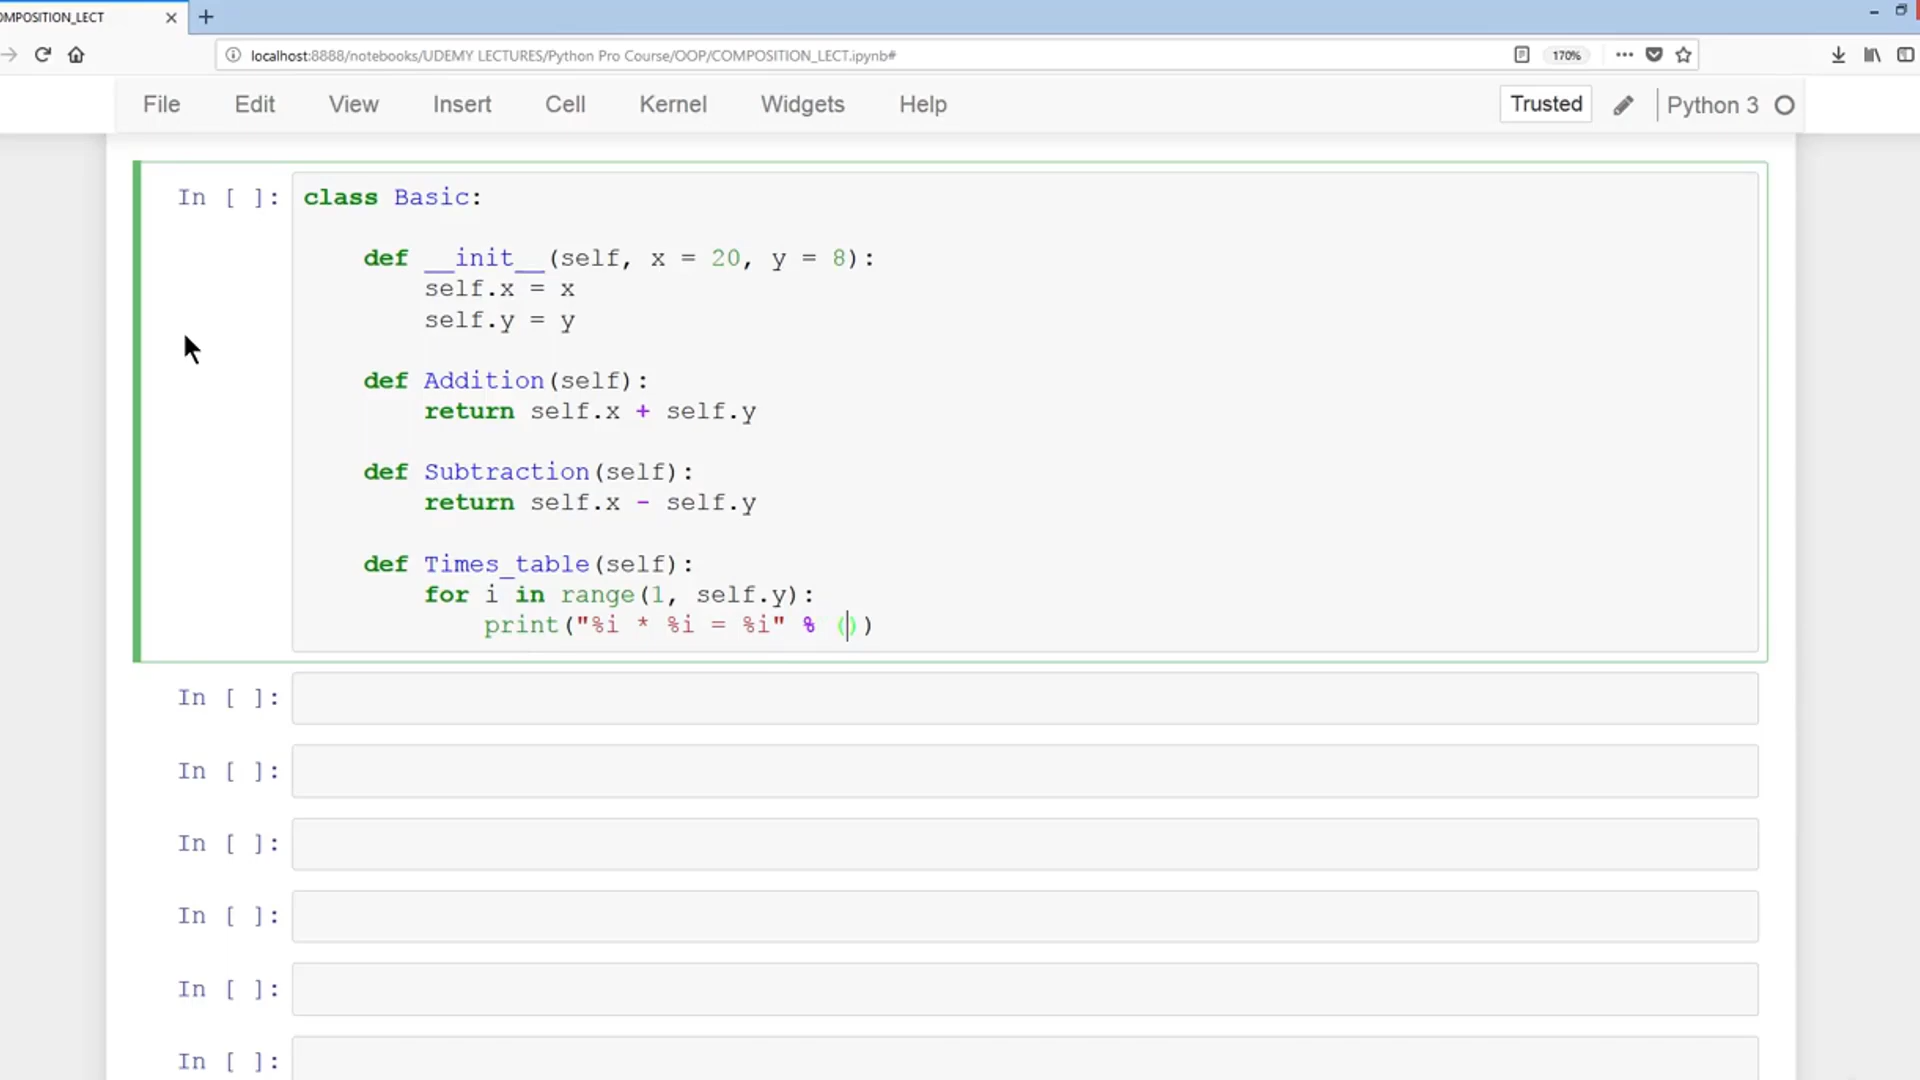 OMPOSITION_LECT
localhost:8888/notebooks/UDEMY LECTURES/Python Pro Course/OOP/COMPOSITION_LECT.ipynb#
170%
File Edit View Insert Cell Kernel Widgets Help
Trusted Python 3
In [ ]: class Basic:
def __init__(self, x = 20, y = 8):
self.x = x
self.y = y
def Addition(self):
return self.x + self.y
def Subtraction(self):
return self.x - self.y
def Times_table(self):
for i in range(1, self.y):
print("%i * %i = %i" % ())
In [ ]:
In [ ]:
In [ ]:
In [ ]:
In [ ]:
In [ ]: